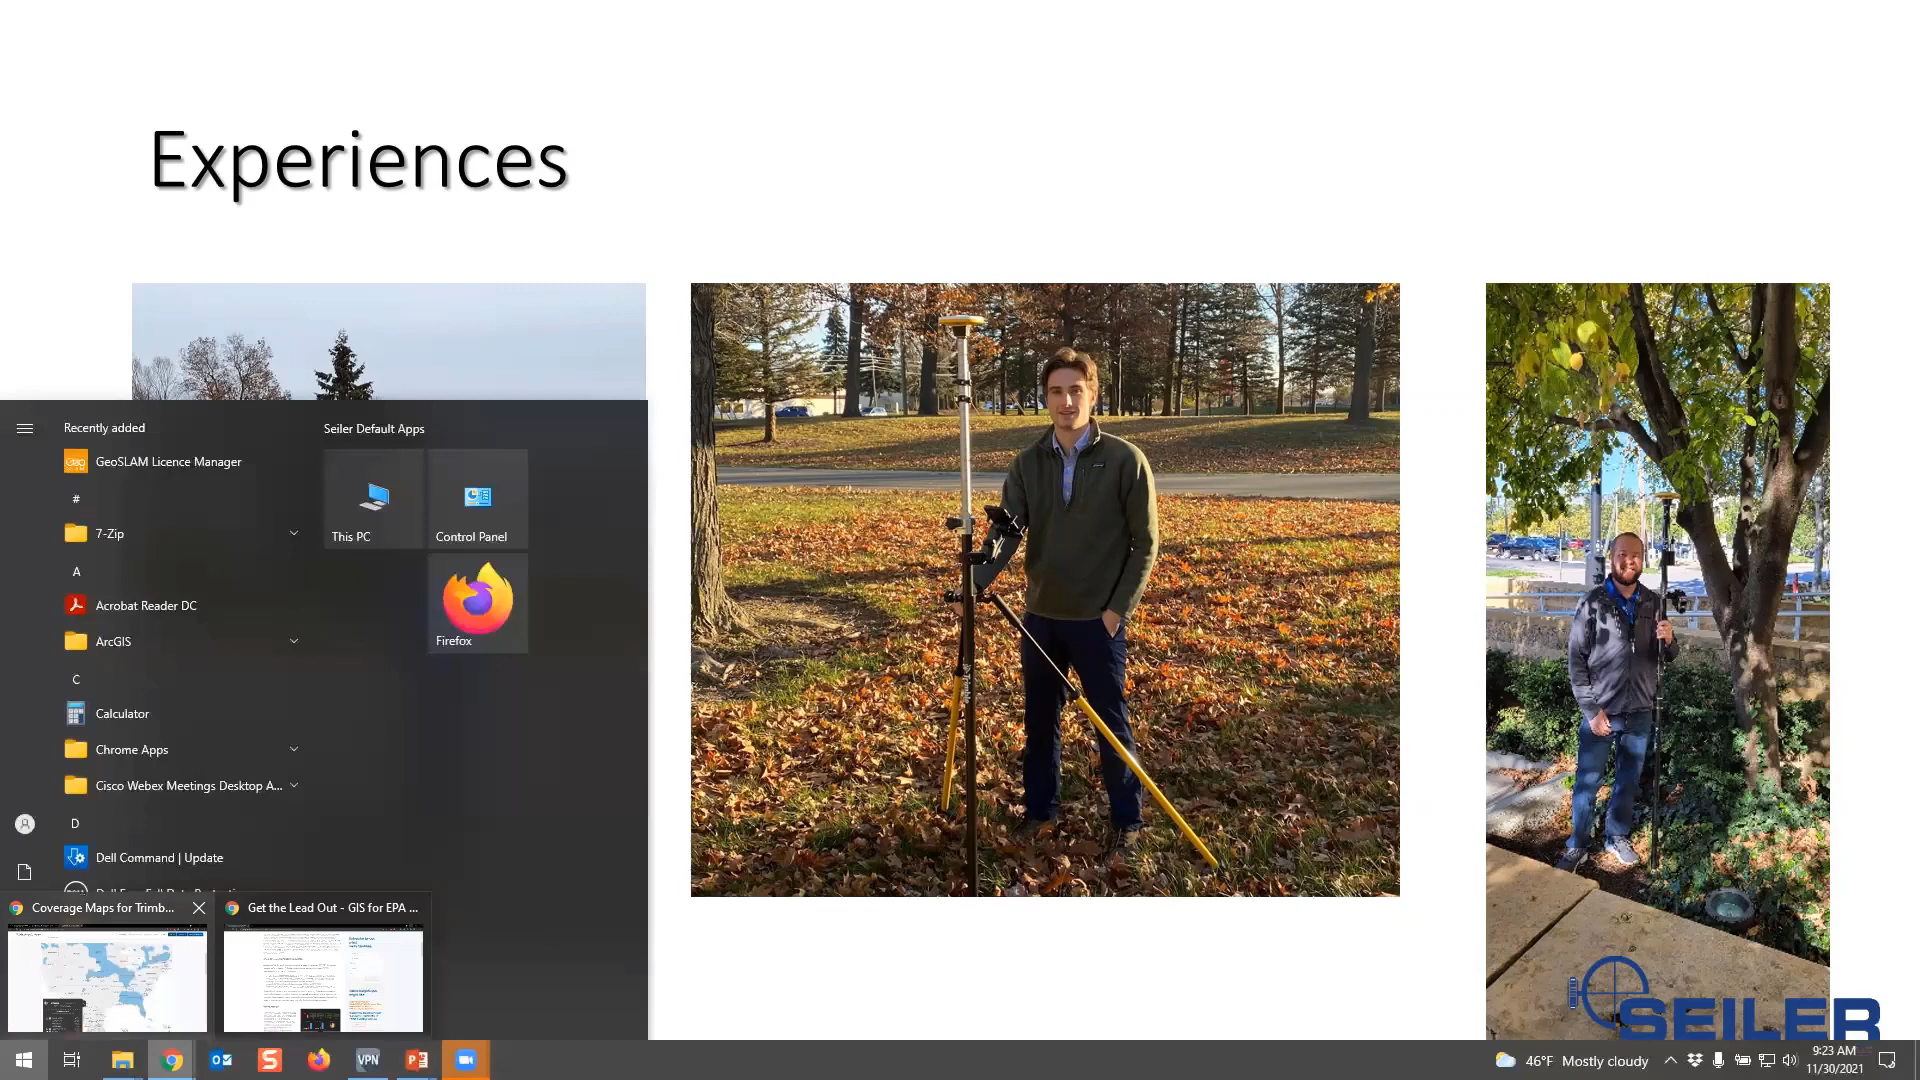 Experiences
Recently added
GeoSLAM Licence Manager
#
7-Zip
A
Acrobat Reader DC
ArcGIS
C
Calculator
Chrome Apps
Cisco Webex Meetings Desktop A...
D
Dell Command | Update
Seiler Default Apps
This PC
Control Panel
Firefox
Coverage Maps for Trimb...
Get the Lead Out - GIS for EPA ...
Trimble
SEILER
VPN
46°F Mostly cloudy
9:23 AM
11/30/2021